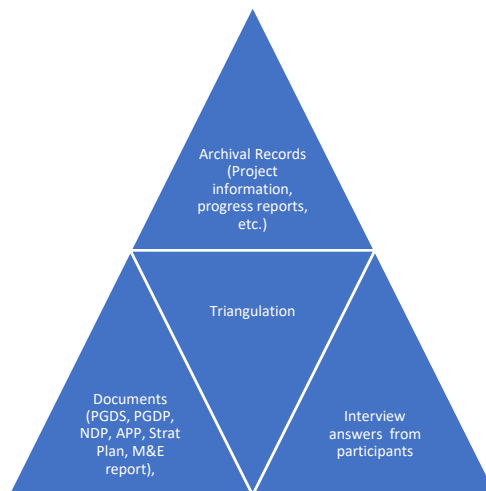 Archival Records
(Project
information,
progress reports,
etc.)
Triangulation
Documents
(PGDS, PGDP,
NDP, APP, Strat
Plan, M&E
report),
Interview
answers from
participants